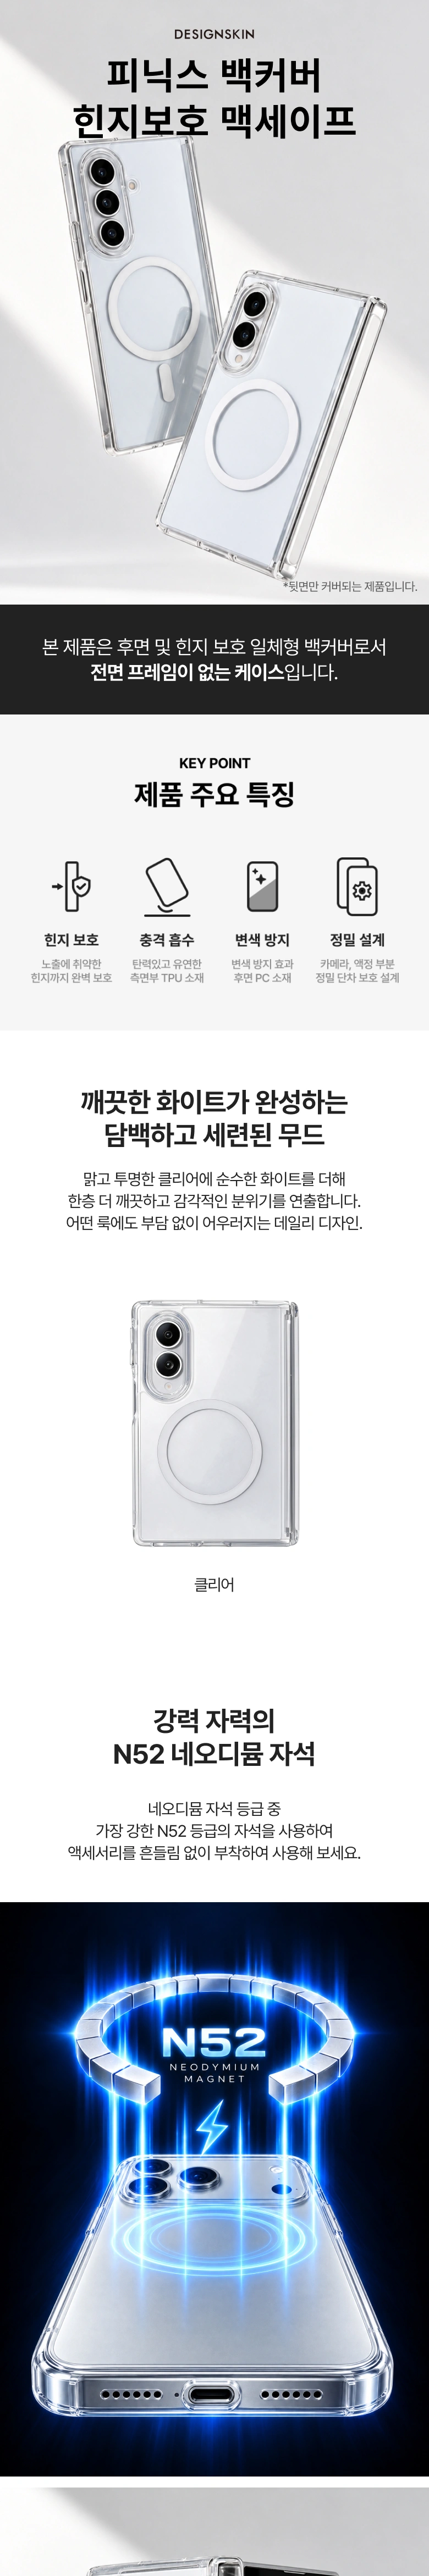 DESIGNSKIN
피닉스 백커버
힌지보호 맥세이프
*뒷면만 커버되는 제품입니다.
본 제품은 후면 및 힌지 보호 일체형 백커버로서
전면 프레임이 없는 케이스입니다.
KEY POINT
제품 주요 특징
힌지 보호
노출에 취약한
힌지까지 완벽 보호
충격 흡수
탄력있고 유연한
측면부 TPU 소재
변색 방지
변색 방지 효과
후면 PC 소재
정밀 설계
카메라, 액정 부분
정밀 단차 보호 설계
깨끗한 화이트가 완성하는
담백하고 세련된 무드
맑고 투명한 클리어에 순수한 화이트를 더해
한층 더 깨끗하고 감각적인 분위기를 연출합니다.
어떤 룩에도 부담 없이 어우러지는 데일리 디자인.
클리어
강력 자력의
N52 네오디뮴 자석
네오디뮴 자석 등급 중
가장 강한 N52 등급의 자석을 사용하여
액세서리를 흔들림 없이 부착하여 사용해 보세요.
N52
NEODYMIUM
MAGNET